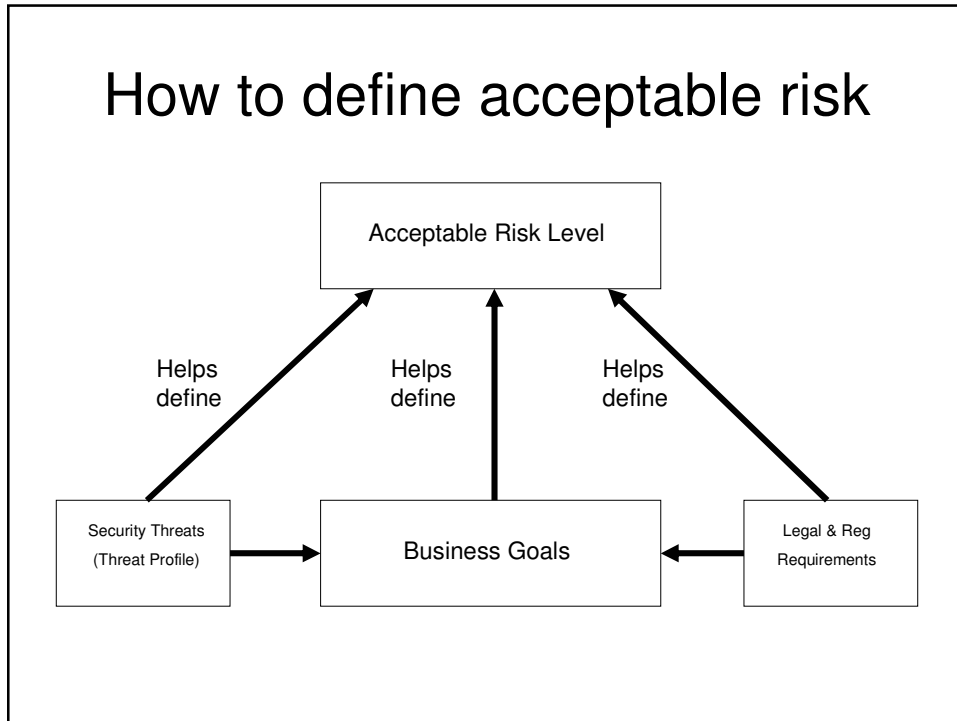 How to define acceptable risk
Acceptable Risk Level
Helps
define
Helps
define
Helps
define
Security Threats
(Threat Profile)
Business Goals
Legal & Reg
Requirements